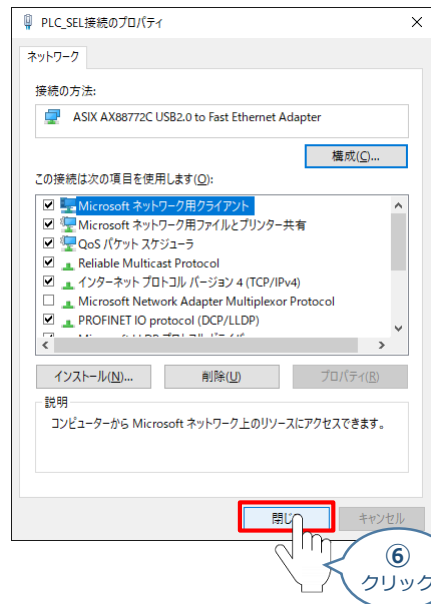 PLC_SEL接続のプロパティ
ネットワーク
接続の方法:
ASIX AX88772C USB2.0 to Fast Ethernet Adapter
構成(C)...
この接続は次の項目を使用します(O):
Microsoft ネットワーク用クライアント
Microsoft ネットワーク用ファイルとプリンター共有
QoS パケット スケジューラ
Reliable Multicast Protocol
インターネット プロトコル バージョン 4 (TCP/IPv4)
Microsoft Network Adapter Multiplexor Protocol
PROFINET IO protocol (DCP/LLDP)
インストール(N)...
削除(U)
プロパティ(R)
説明
コンピューターから Microsoft ネットワーク上のリソースにアクセスできます。
閉じ
キャンセル
⑥
クリック